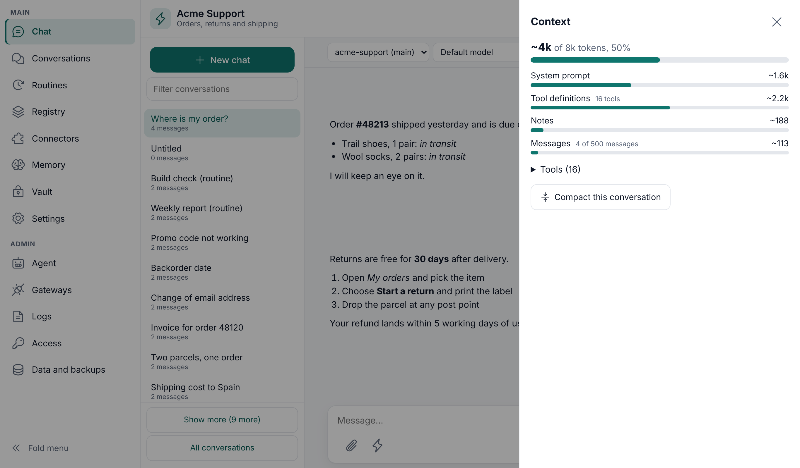 MAIN
Chat
Conversations
Routines
Registry
Connectors
Memory
Vault
Settings
ADMIN
Agent
Gateways
Logs
Access
Data and backups
Fold menu
Acme Support
Orders, returns and shipping
New chat
Filter conversations
Where is my order?
4 messages
Untitled
0 messages
Build check (routine)
2 messages
Weekly report (routine)
2 messages
Promo code not working
2 messages
Backorder date
2 messages
Change of email address
2 messages
Invoice for order 48120
2 messages
Two parcels, one order
2 messages
Shipping cost to Spain
2 messages
Show more (9 more)
All conversations
acme-support (main)
Default model
Order #48213 shipped yesterday and is due
• Trail shoes, 1 pair: in transit
• Wool socks, 2 pairs: in transit
I will keep an eye on it.
Returns are free for 30 days after delivery.
1. Open My orders and pick the item
2. Choose Start a return and print the label
3. Drop the parcel at any post point
Your refund lands within 5 working days of
Message...
Context
~4k of 8k tokens, 50%
System prompt ~1.6k
Tool definitions 16 tools ~2.2k
Notes ~188
Messages 4 of 500 messages ~113
Tools (16)
Compact this conversation